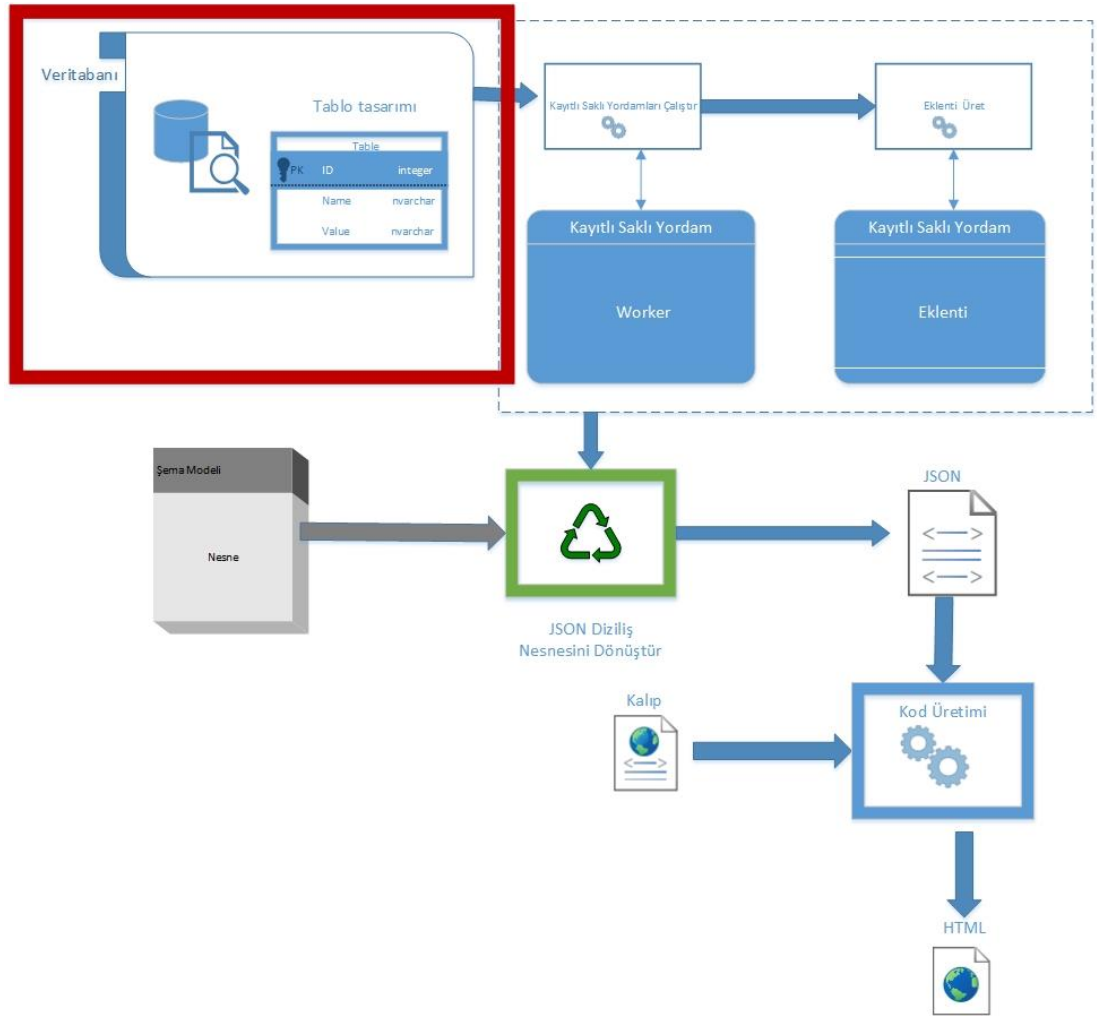 Veritabanı
Tablo tasarımı
Table
PK ID integer
Name nvarchar
Value nvarchar
Kayıtlı Saklı Yordamları Çalıştır
Eklenti Üret
Kayıtlı Saklı Yordam
Worker
Kayıtlı Saklı Yordam
Eklenti
Şema Modeli
Nesne
JSON Diziliş
Nesnesini Dönüştür
JSON
Kalıp
Kod Üretimi
HTML